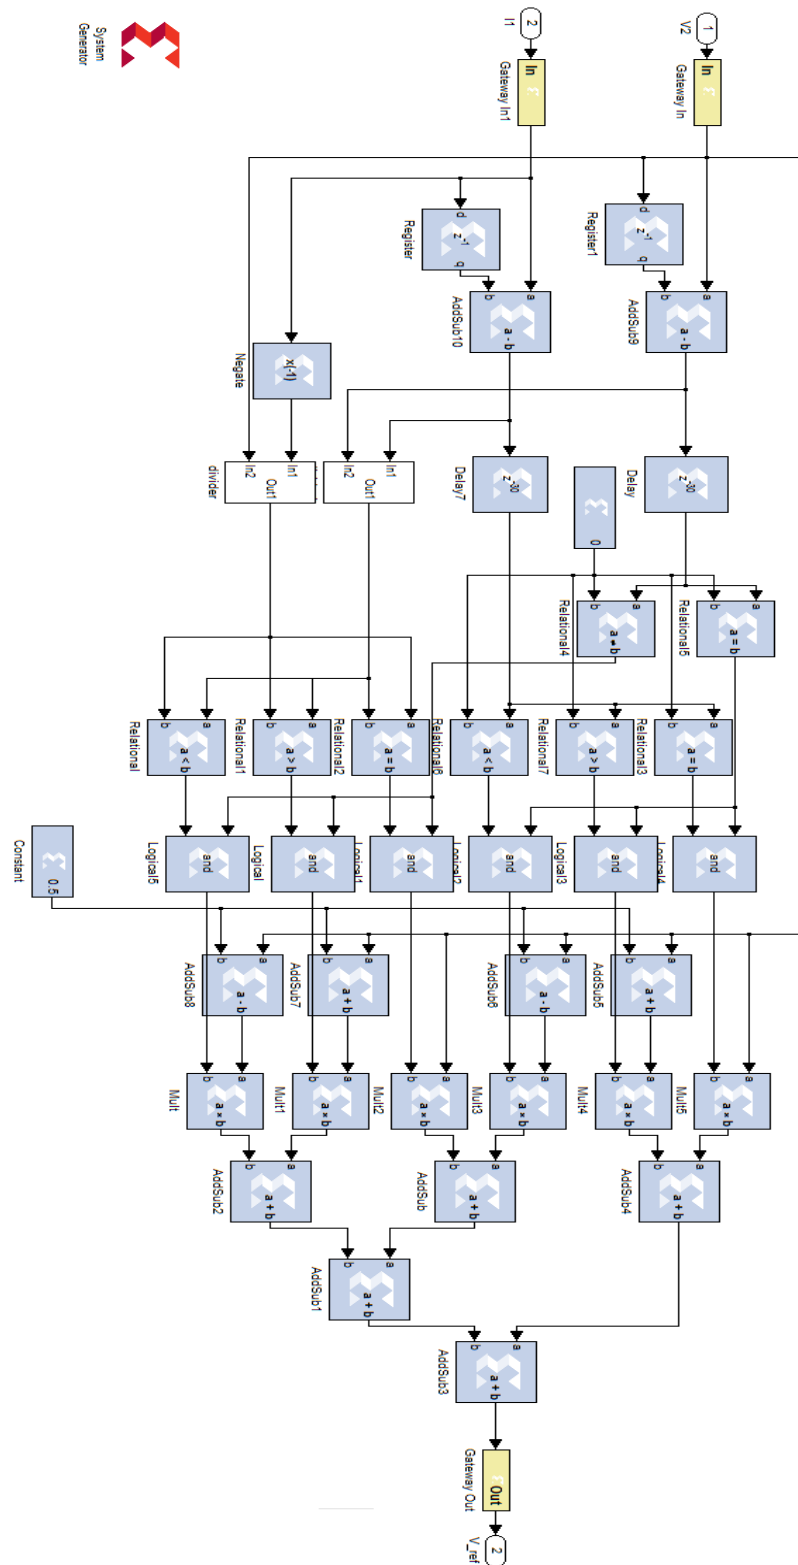 1
V2
In
Gateway In
2
I1
In
Gateway In1
System
Generator
d
z-1
q
Register1
d
z-1
q
Register
a
b
a - b
AddSub9
a
b
a - b
AddSub10
x(-1)
Negate
z-30
Delay
0
z-30
Delay7
In1
In2
Out1
In1
In2
Out1
divider
a
b
a = b
Relational5
a
b
a ≠ b
Relational4
a
b
a = b
Relational3
a
b
a > b
Relational7
a
b
a < b
Relational6
a
b
a = b
Relational2
a
b
a > b
Relational1
a
b
a < b
Relational
and
Logical4
and
Logical3
and
Logical2
and
Logical1
and
Logical
and
Logical5
0.5
Constant
a
b
a + b
AddSub5
a
b
a - b
AddSub6
a
b
a + b
AddSub7
a
b
a - b
AddSub8
a
b
a × b
Mult5
a
b
a × b
Mult4
a
b
a × b
Mult3
a
b
a × b
Mult2
a
b
a × b
Mult1
a
b
a × b
Mult
a
b
a + b
AddSub4
a
b
a + b
AddSub
a
b
a + b
AddSub2
a
b
a + b
AddSub1
a
b
a + b
AddSub3
Out
Gateway Out
2
V_ref